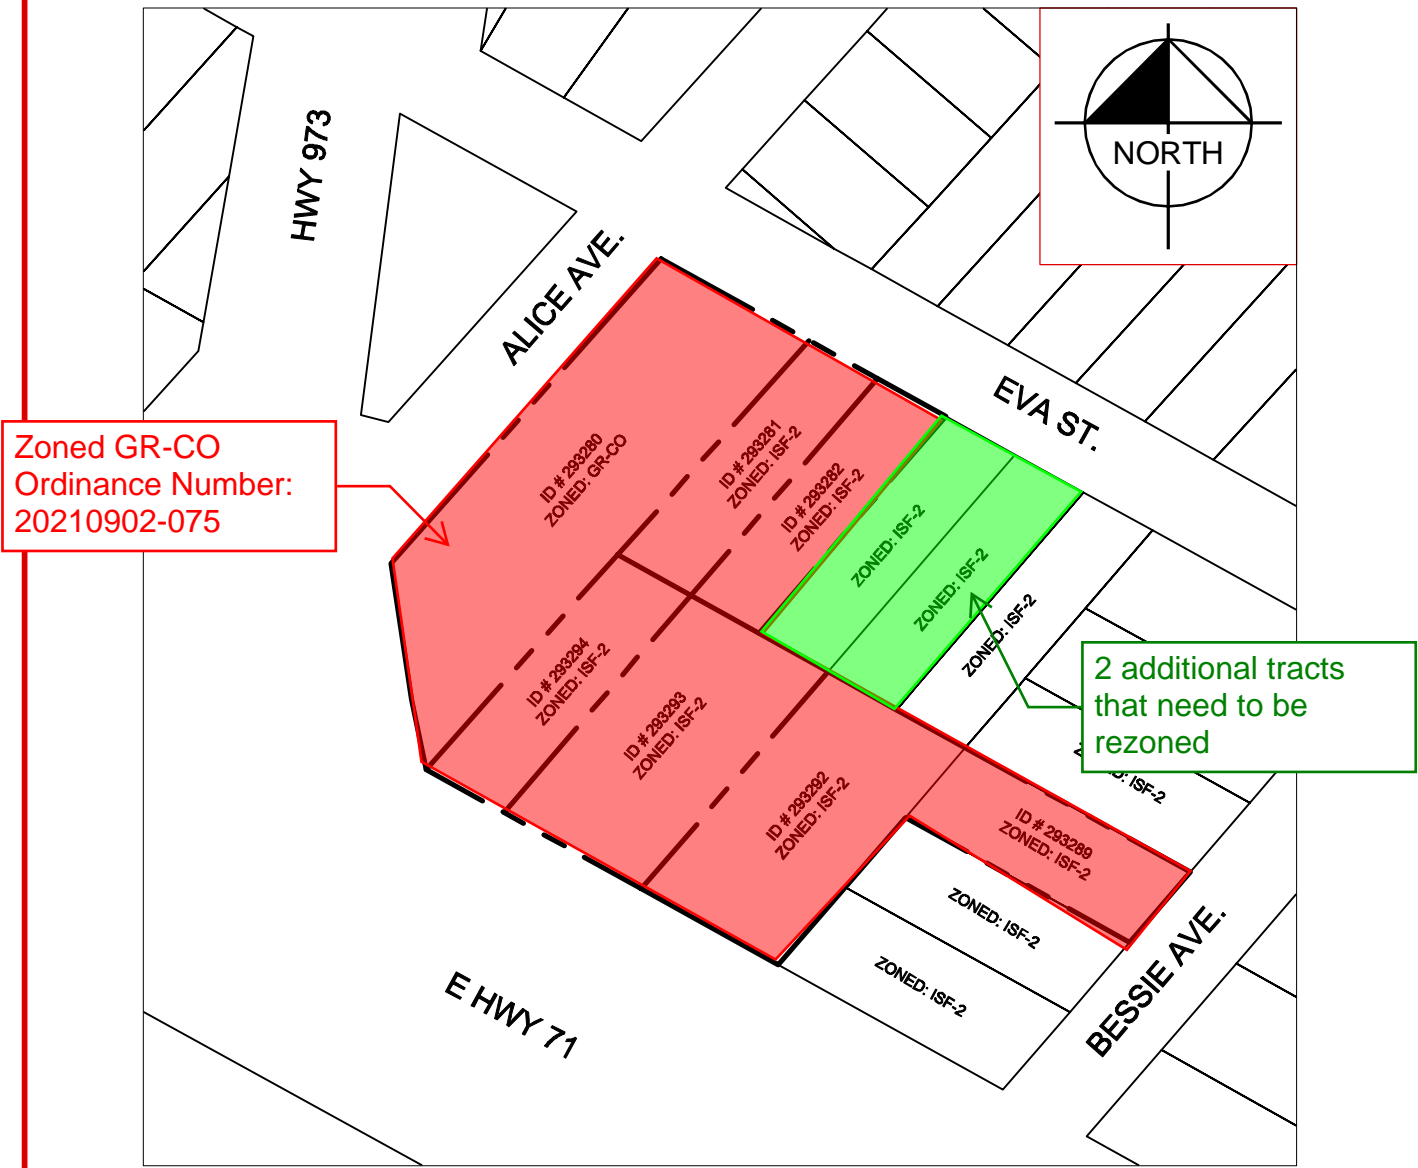 HWY 973
NORTH
ALICE AVE.
EVA ST.
Zoned GR-CO
Ordinance Number:
20210902-075
ID # 293280
ZONED: GR-CO
ID # 293281
ZONED: ISF-2
ID # 293282
ZONED: ISF-2
ZONED: ISF-2
ZONED: ISF-2
ZONED: ISF-2
2 additional tracts
that need to be
rezoned
ID # 293294
ZONED: ISF-2
ID # 293293
ZONED: ISF-2
ID # 293292
ZONED: ISF-2
ID # 293289
ZONED: ISF-2
D: ISF-2
ZONED: ISF-2
ZONED: ISF-2
BESSIE AVE.
E HWY 71